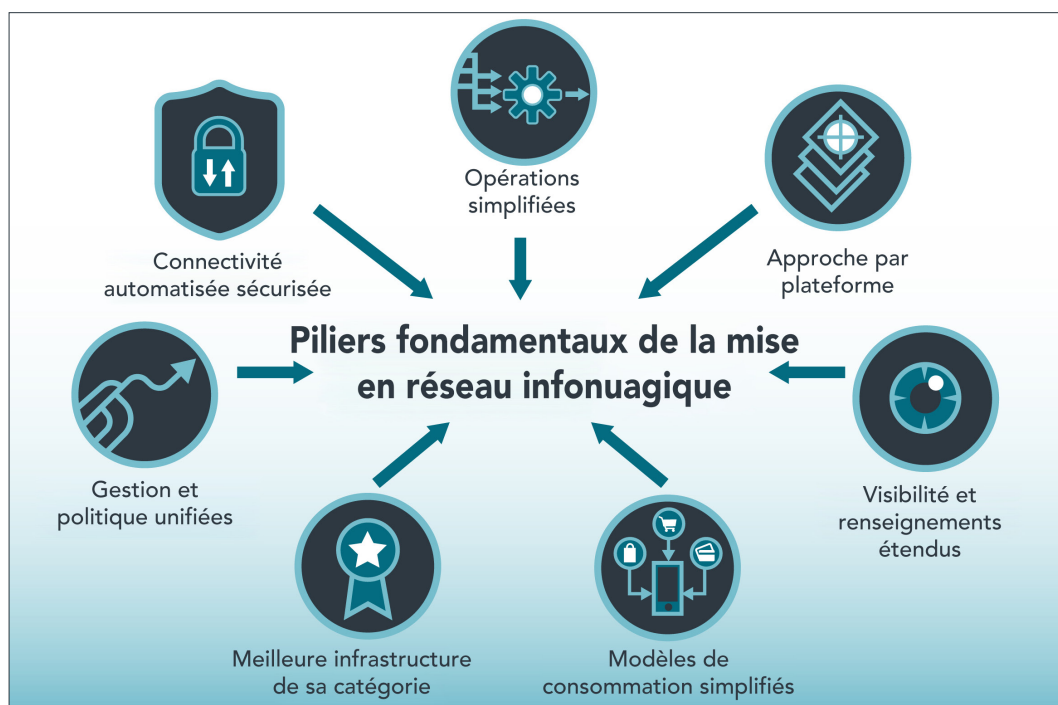 Opérations
simplifiées
Connectivité
automatisée sécurisée
Approche par
plateforme
Piliers fondamentaux de la mise
en réseau infonuagique
Gestion et
politique unifiées
Visibilité et
renseignements
étendus
Meilleure infrastructure
de sa catégorie
Modèles de
consommation simplifiés